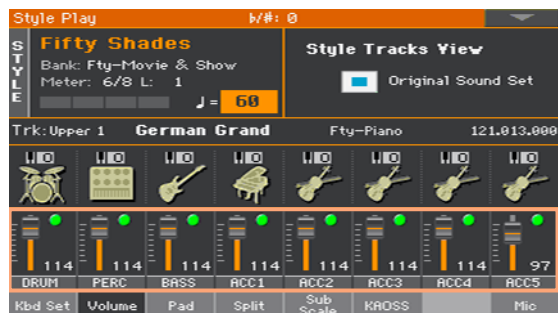 Style Play ♭/#: 0
STYLE
Fifty Shades
Bank: Fty-Movie & Show
Meter: 6/8 L: 1
♩= 60
Style Tracks View
Original Sound Set
Trk: Upper 1 German Grand Fty-Piano 121.013.000
114 114 114 114 114 114 114 97
DRUM PERC BASS ACC1 ACC2 ACC3 ACC4 ACC5
Kbd Set Volume Pad Split Sub Scale KAOSS Mic